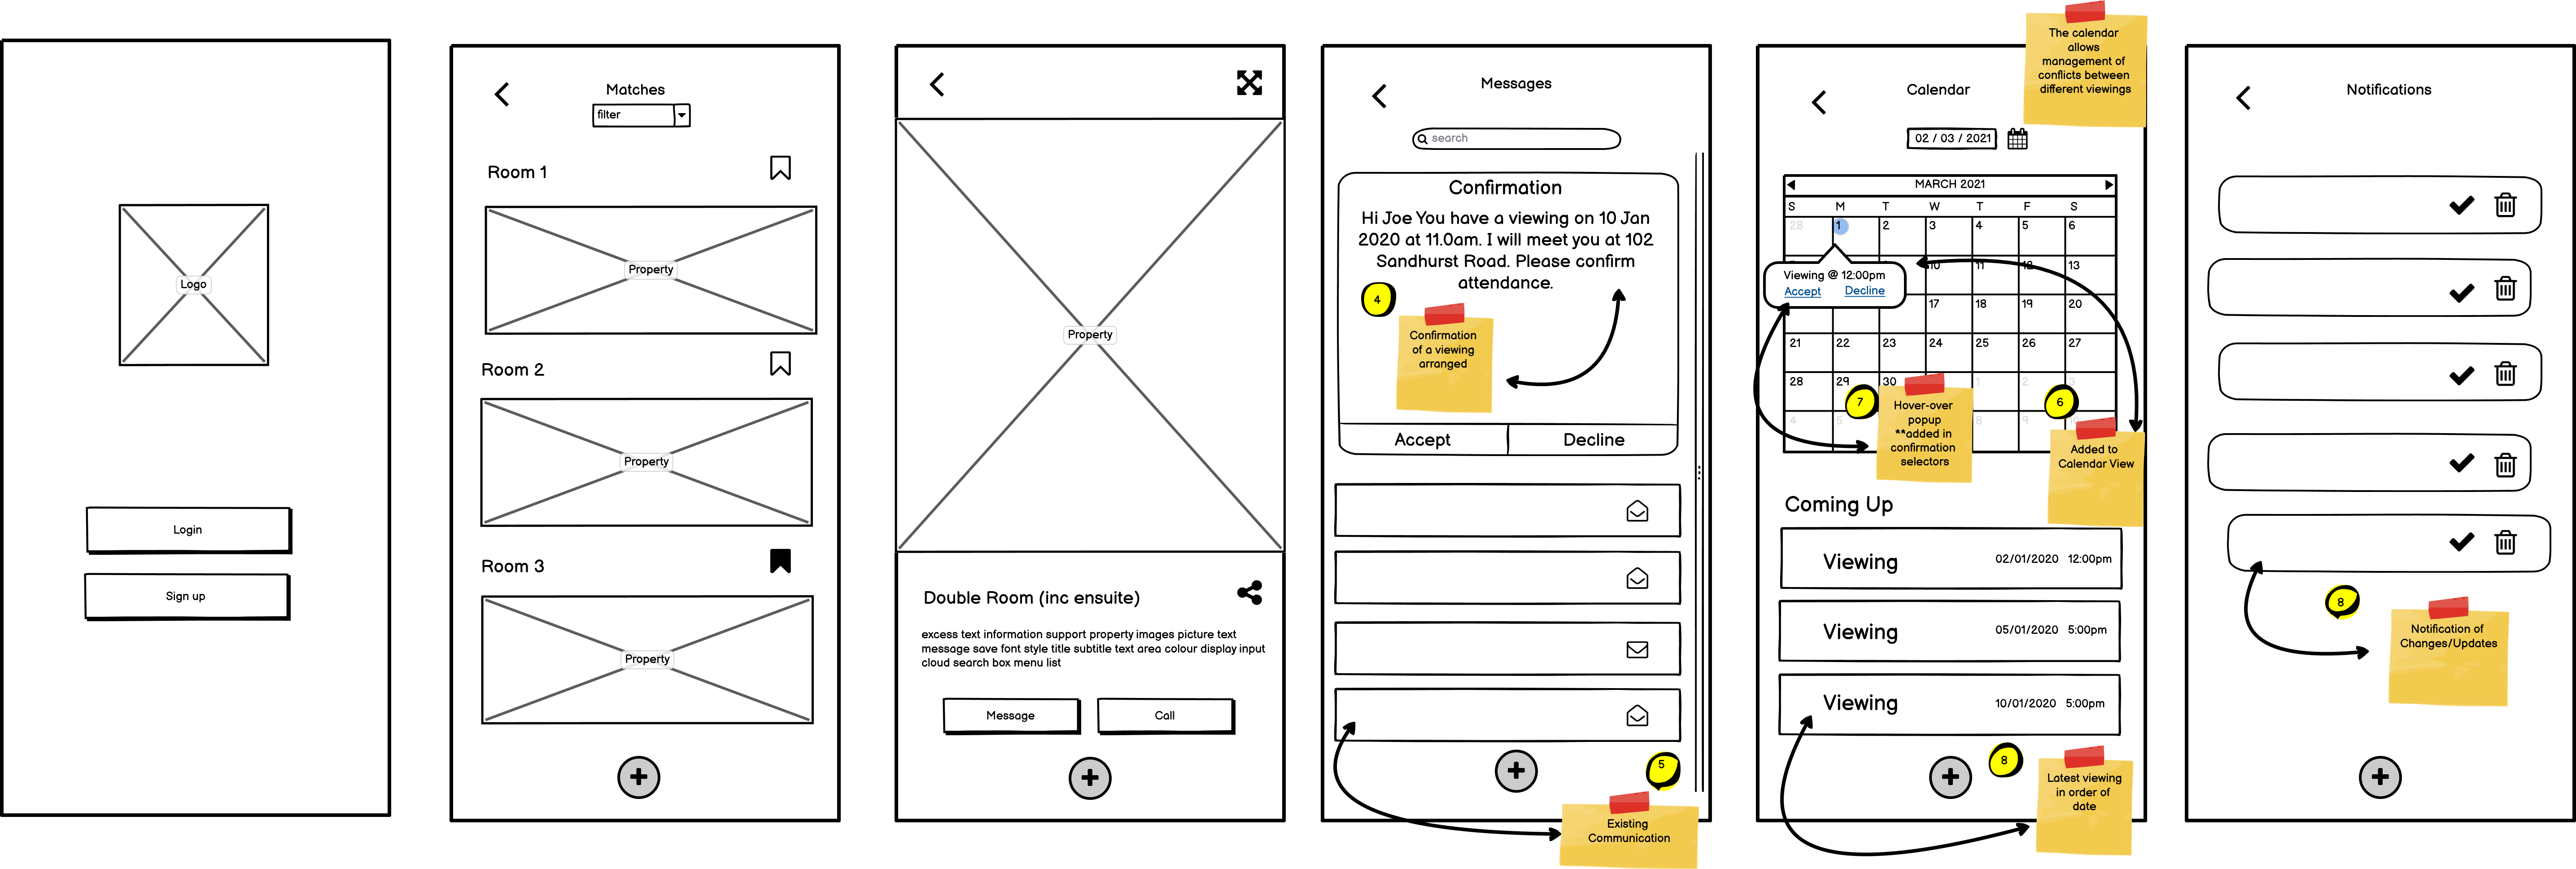 Logo
Login
Sign up
Matches
filter
Room 1
Property
Room 2
Property
Room 3
Property
Property
Double Room (inc ensuite)
excess text information support property images picture text
message save font style title subtitle text area colour display input
cloud search box menu list
Message
Call
Messages
search
Confirmation
Hi Joe You have a viewing on 10 Jan
2020 at 11.0am. I will meet you at 102
Sandhurst Road. Please confirm
attendance.
4
Confirmation
of a viewing
arranged
Accept
Decline
5
Existing
Communication
The calendar
allows
management of
conflicts between
different viewings
Calendar
02 / 03 / 2021
MARCH 2021
S M T W T F S
28 1 2 3 4 5 6
10 11 12 13
Viewing @ 12:00pm
Accept Decline
17 18 19 20
21 22 23 24 25 26 27
28 29 30 1 2 3
4 5 8 9
7
Hover-over
popup
**added in
confirmation
selectors
6
Added to
Calendar View
Coming Up
Viewing 02/01/2020 12:00pm
Viewing 05/01/2020 5:00pm
Viewing 10/01/2020 5:00pm
8
Latest viewing
in order of
date
Notifications
8
Notification of
Changes/Updates